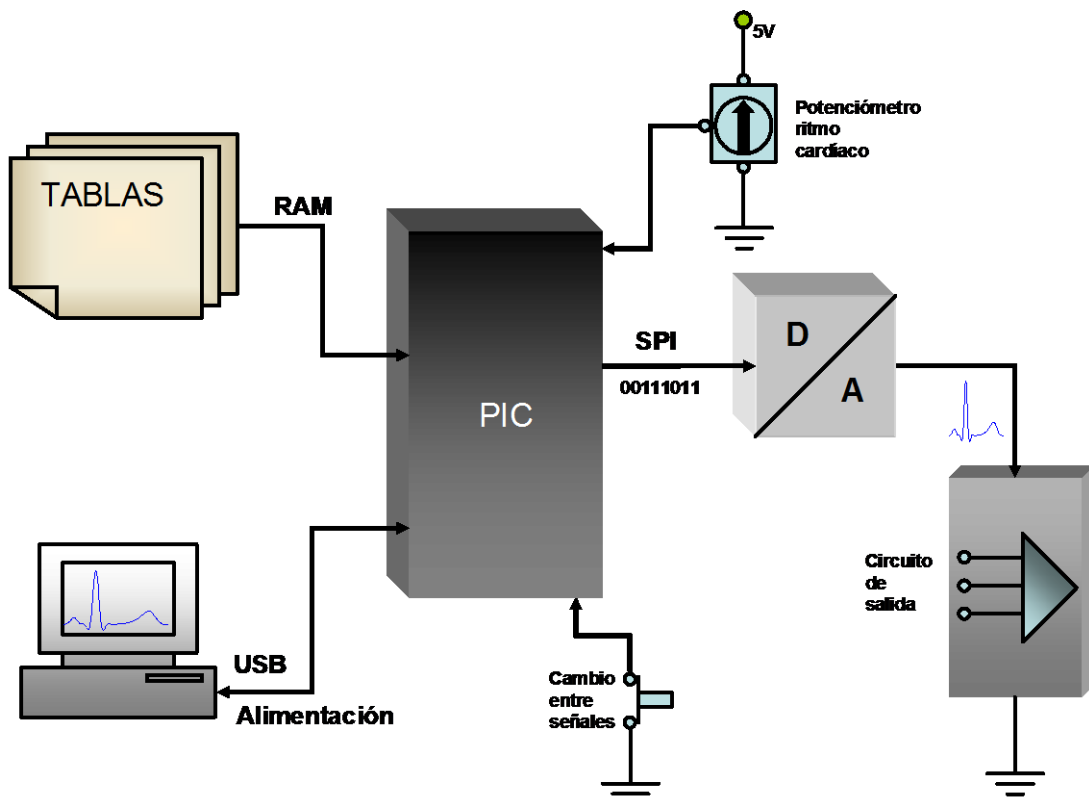 5V
Potenciómetro
ritmo
cardíaco
TABLAS
RAM
SPI
00111011
PIC
D
A
Circuito
de
salida
USB
Alimentación
Cambio
entre
señales